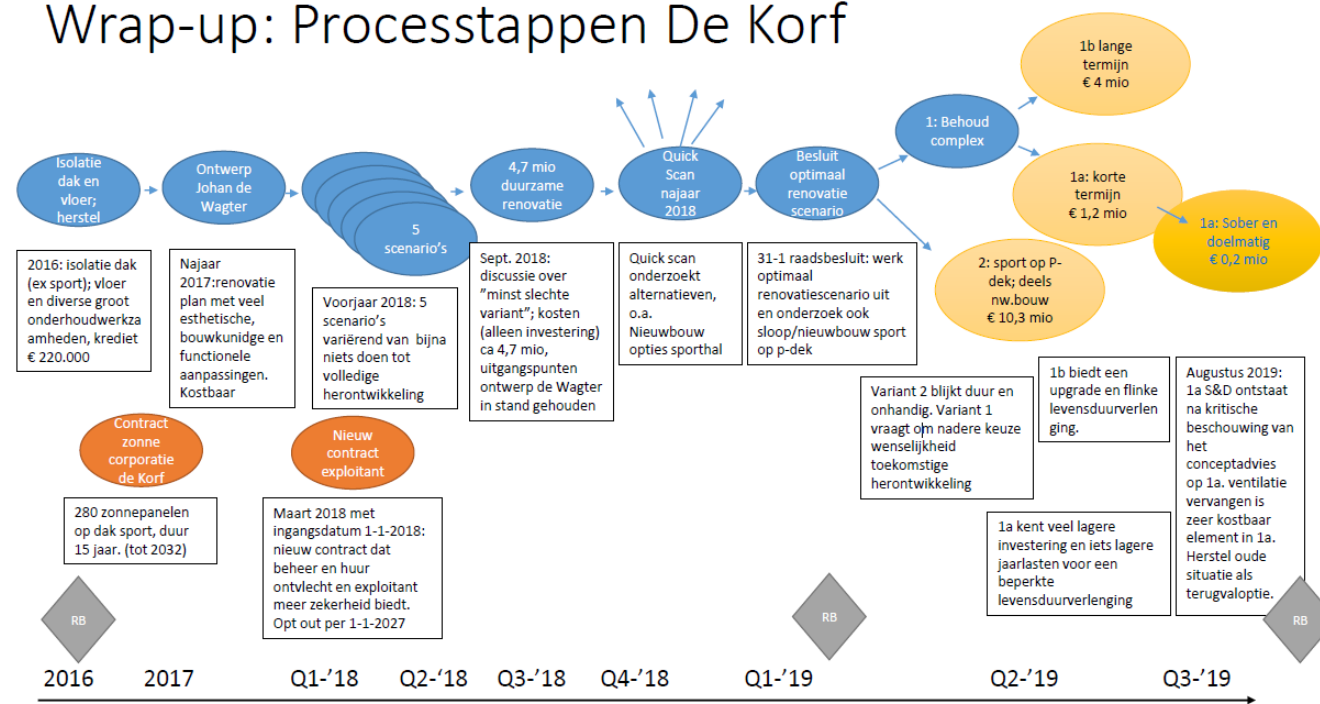 Wrap-up: Processtappen De Korf
1b lange
termijn
€ 4 mio
Isolatie
dak en
vloer;
herstel
Ontwerp
Johan de
Wagter
5
scenario's
4,7 mio
duurzame
renovatie
Quick
Scan
najaar
2018
Besluit
optimaal
renovatie
scenario
1: Behoud
complex
1a: korte
termijn
€ 1,2 mio
1a: Sober en
doelmatig
€ 0,2 mio
2: sport op P-
dek; deels
nw.bouw
€ 10,3 mio
2016: isolatie dak
(ex sport); vloer
en diverse groot
onderhoudwerkza
amheden, krediet
€ 220.000
Najaar
2017:renovatie
plan met veel
esthetische,
bouwkunidge en
functionele
aanpassingen.
Kostbaar
Voorjaar 2018: 5
scenario's
variërend van bijna
niets doen tot
volledige
herontwikkeling
Sept. 2018:
discussie over
"minst slechte
variant"; kosten
(alleen investering)
ca 4,7 mio,
uitgangspunten
ontwerp de Wagter
in stand gehouden
Quick scan
onderzoekt
alternatieven,
o.a.
Nieuwbouw
opties sporthal
31-1 raadsbesluit: werk
optimaal
renovatiescenario uit
en onderzoek ook
sloop/nieuwbouw sport
op p-dek
Variant 2 blijkt duur en
onhandig. Variant 1
vraagt om nadere keuze
wenselijkheid
toekomstige
herontwikkeling
1b biedt een
upgrade en flinke
levensduurverlen
ging.
Augustus 2019:
1a S&D ontstaat
na kritische
beschouwing van
het
conceptadvies
op 1a. ventilatie
vervangen is
zeer kostbaar
element in 1a.
Herstel oude
situatie als
terugvaloptie.
Contract
zonne
corporatie
de Korf
Nieuw
contract
exploitant
280 zonnepanelen
op dak sport, duur
15 jaar. (tot 2032)
Maart 2018 met
ingangsdatum 1-1-2018:
nieuw contract dat
beheer en huur
ontvlecht en exploitant
meer zekerheid biedt.
Opt out per 1-1-2027
1a kent veel lagere
investering en iets lagere
jaarlasten voor een
beperkte
levensduurverlenging
RB
RB
RB
2016
2017
Q1-'18
Q2-'18
Q3-'18
Q4-'18
Q1-'19
Q2-'19
Q3-'19